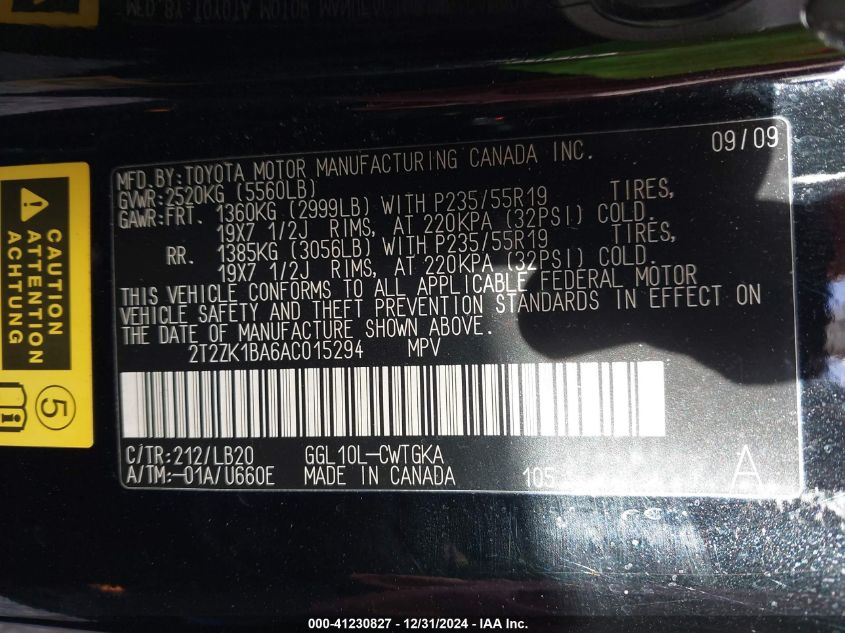 09/09
MFD.BY:TOYOTA MOTOR MANUFACTURING CANADA INC.
GVWR:2520KG (5560LB)
GAWR:FRT. 1360KG (2999LB) WITH P235/55R19 TIRES,
19X7 1/2J RIMS, AT 220KPA (32PSI) COLD.
RR. 1385KG (3056LB) WITH P235/55R19 TIRES,
19X7 1/2J RIMS, AT 220KPA (32PSI) COLD.
THIS VEHICLE CONFORMS TO ALL APPLICABLE FEDERAL MOTOR
VEHICLE SAFETY AND THEFT PREVENTION STANDARDS IN EFFECT ON
THE DATE OF MANUFACTURE SHOWN ABOVE.
2T2ZK1BA6AC015294 MPV
C/TR:212/LB20 GGL10L-CWTGKA
A/TM:-01A/U660E MADE IN CANADA 105 A
CAUTION
ATTENTION
ACHTUNG
5
000-41230827 - 12/31/2024 - IAA Inc.